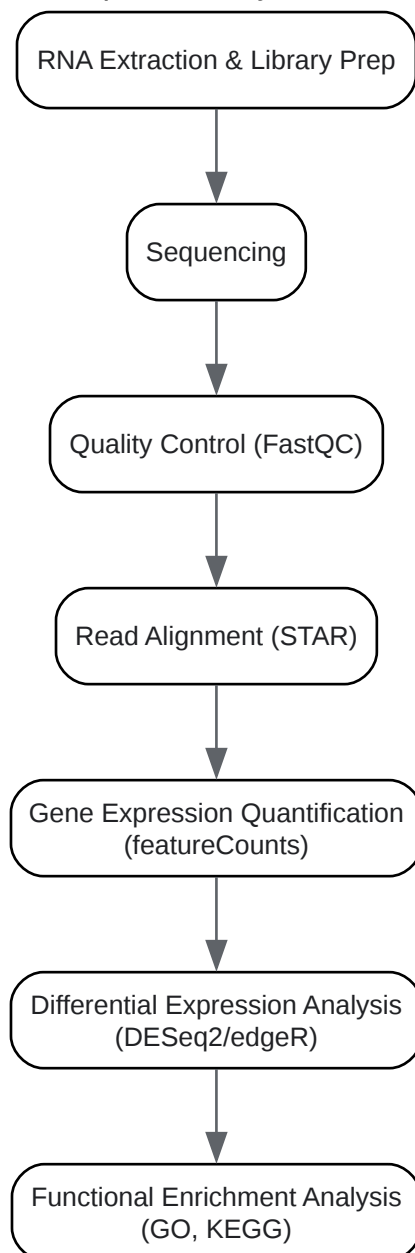 RNA Extraction & Library Prep
Sequencing
Quality Control (FastQC)
Read Alignment (STAR)
Gene Expression Quantification
(featureCounts)
Differential Expression Analysis
(DESeq2/edgeR)
Functional Enrichment Analysis
(GO, KEGG)